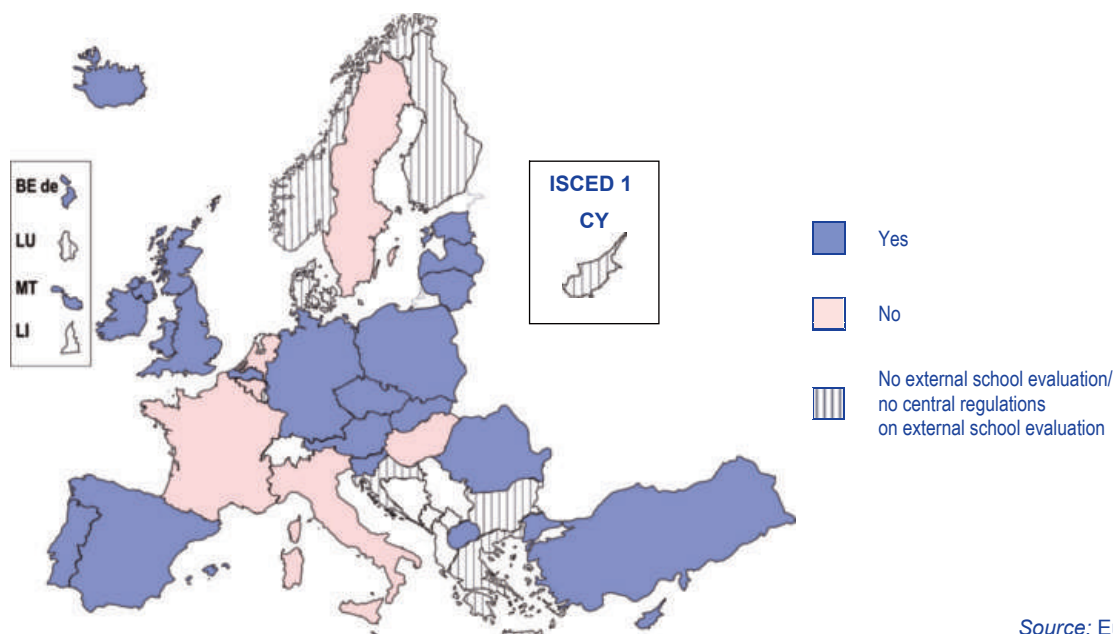 BE de
LU
MT
LI
ISCED 1
CY
Yes
No
No external school evaluation/
no central regulations
on external school evaluation
Source: